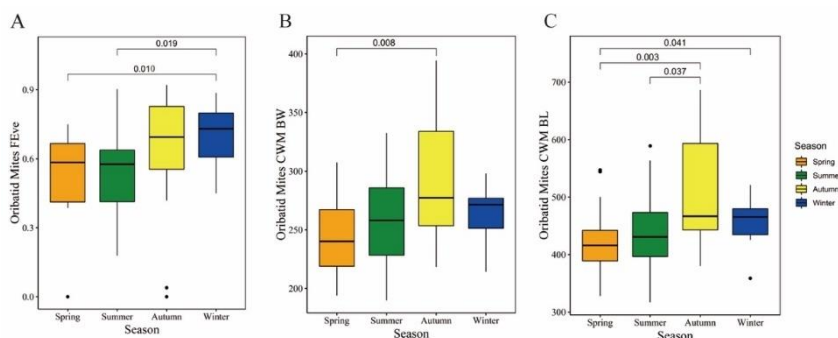 A
Oribatid Mites FEve
0.9
0.6
0.3
0.0
0.019
0.010
Spring Summer Autumn Winter
Season
B
Oribatid Mites CWM BW
400
350
300
250
200
0.008
Spring Summer Autumn Winter
Season
C
Oribatid Mites CWM BL
700
600
500
400
300
0.041
0.003
0.037
Spring Summer Autumn Winter
Season
Season
Spring
Summer
Autumn
Winter